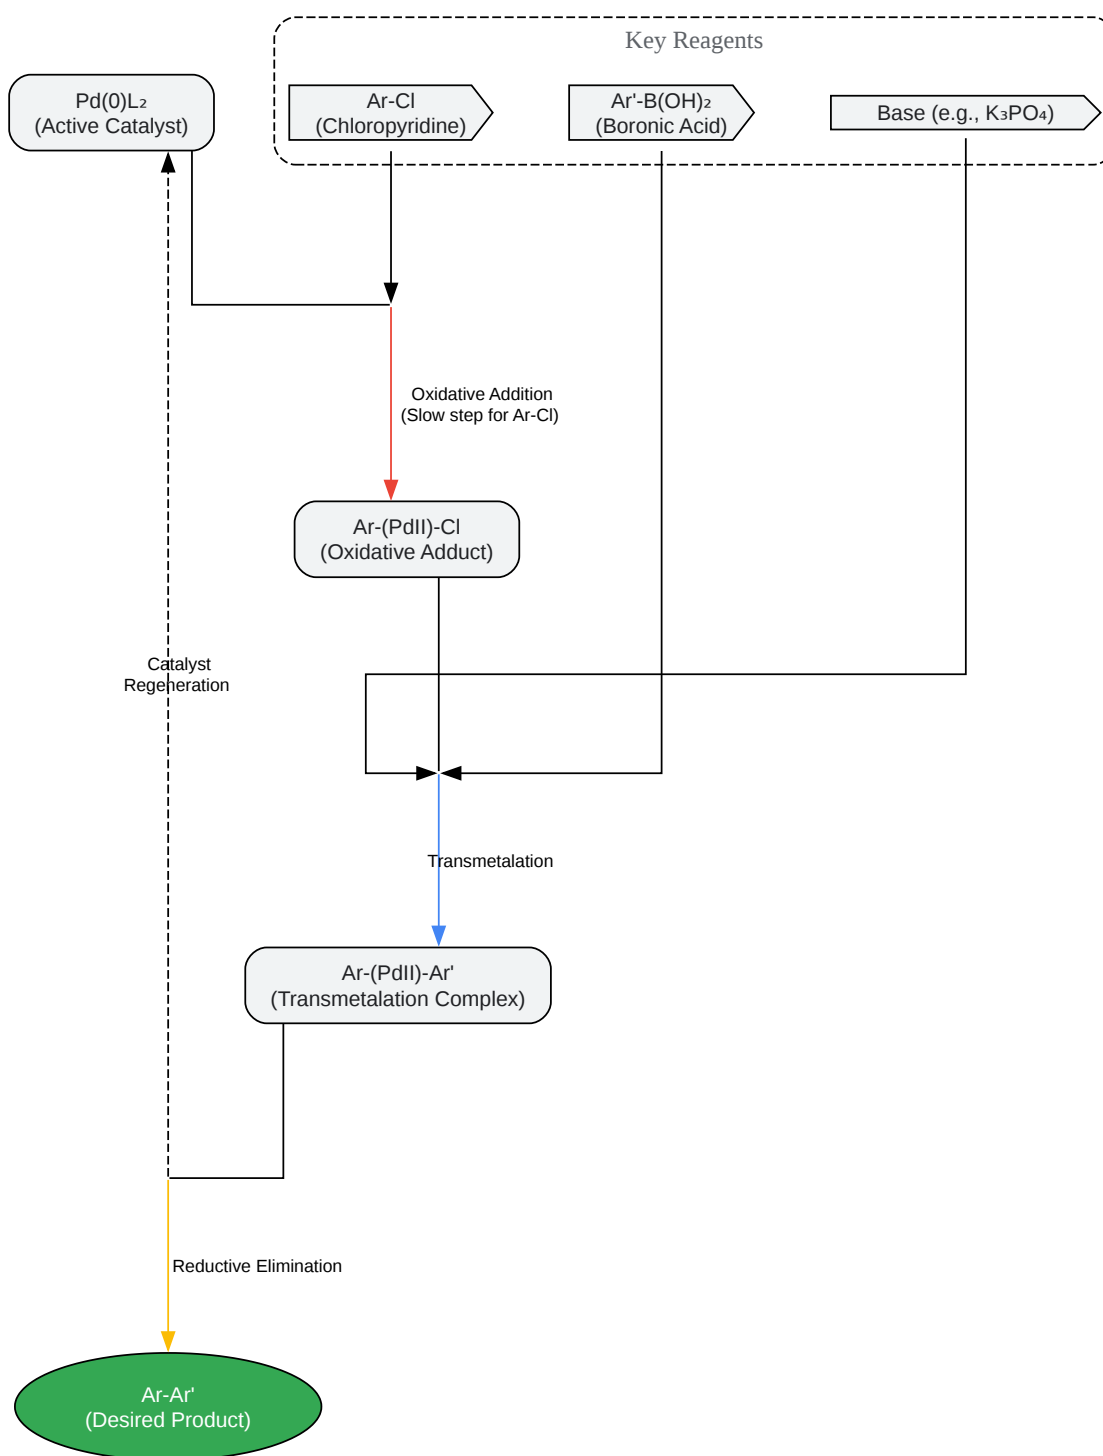 Key Reagents
Pd(0)L₂
(Active Catalyst)
Ar-Cl
(Chloropyridine)
Ar'-B(OH)₂
(Boronic Acid)
Base (e.g., K₃PO₄)
Oxidative Addition
(Slow step for Ar-Cl)
Ar-(PdII)-Cl
(Oxidative Adduct)
Catalyst
Regeneration
Transmetalation
Ar-(PdII)-Ar'
(Transmetalation Complex)
Reductive Elimination
Ar-Ar'
(Desired Product)